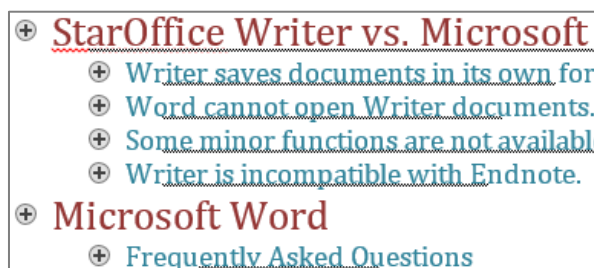 StarOffice Writer vs. Microsoft
Writer saves documents in its own for
Word cannot open Writer documents.
Some minor functions are not availabl
Writer is incompatible with Endnote.
Microsoft Word
Frequently Asked Questions